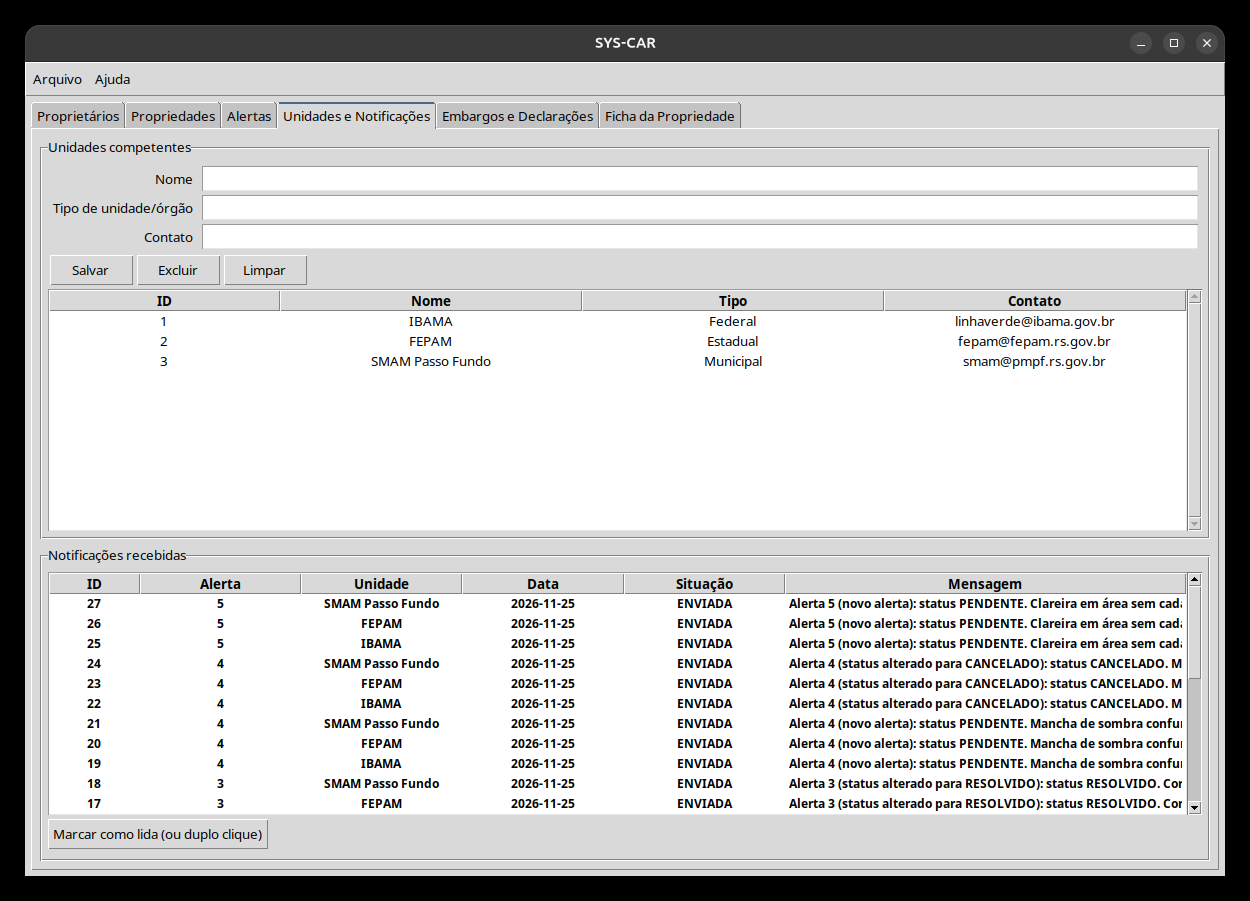 SYS-CAR
Arquivo Ajuda
Proprietários Propriedades Alertas Unidades e Notificações Embargos e Declarações Ficha da Propriedade
Unidades competentes
Nome
Tipo de unidade/órgão
Contato
Salvar Excluir Limpar
ID Nome Tipo Contato
1 IBAMA Federal linhaverde@ibama.gov.br
2 FEPAM Estadual fepam@fepam.rs.gov.br
3 SMAM Passo Fundo Municipal smam@pmpf.rs.gov.br
Notificações recebidas
ID Alerta Unidade Data Situação Mensagem
27 5 SMAM Passo Fundo 2026-11-25 ENVIADA Alerta 5 (novo alerta): status PENDENTE. Clareira em área sem cada
26 5 FEPAM 2026-11-25 ENVIADA Alerta 5 (novo alerta): status PENDENTE. Clareira em área sem cada
25 5 IBAMA 2026-11-25 ENVIADA Alerta 5 (novo alerta): status PENDENTE. Clareira em área sem cada
24 4 SMAM Passo Fundo 2026-11-25 ENVIADA Alerta 4 (status alterado para CANCELADO): status CANCELADO. M
23 4 FEPAM 2026-11-25 ENVIADA Alerta 4 (status alterado para CANCELADO): status CANCELADO. M
22 4 IBAMA 2026-11-25 ENVIADA Alerta 4 (status alterado para CANCELADO): status CANCELADO. M
21 4 SMAM Passo Fundo 2026-11-25 ENVIADA Alerta 4 (novo alerta): status PENDENTE. Mancha de sombra confu
20 4 FEPAM 2026-11-25 ENVIADA Alerta 4 (novo alerta): status PENDENTE. Mancha de sombra confu
19 4 IBAMA 2026-11-25 ENVIADA Alerta 4 (novo alerta): status PENDENTE. Mancha de sombra confu
18 3 SMAM Passo Fundo 2026-11-25 ENVIADA Alerta 3 (status alterado para RESOLVIDO): status RESOLVIDO. Cor
17 3 FEPAM 2026-11-25 ENVIADA Alerta 3 (status alterado para RESOLVIDO): status RESOLVIDO. Cor
Marcar como lida (ou duplo clique)